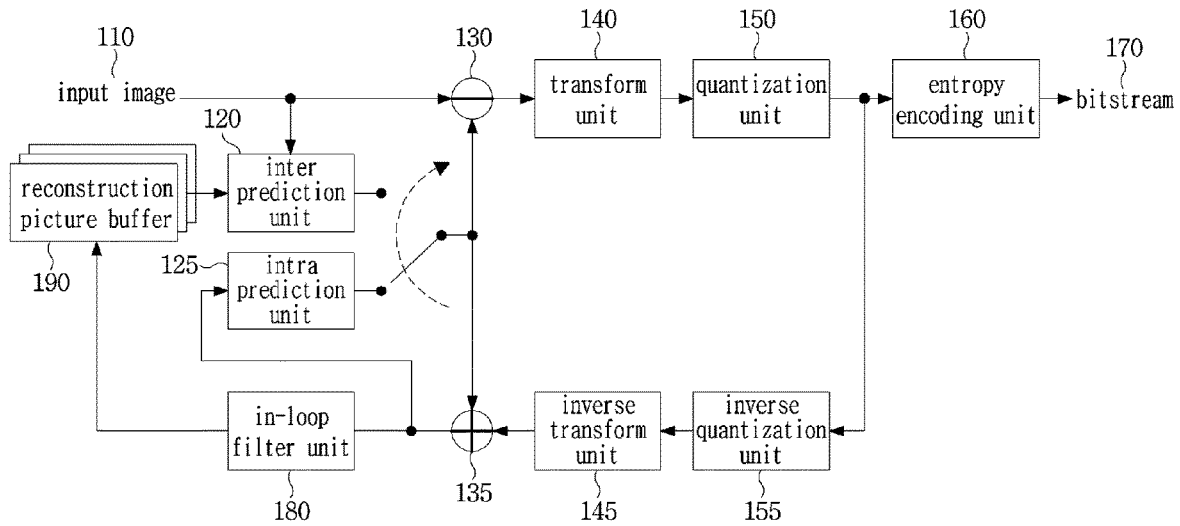 110
input image
130
140
transform
unit
150
quantization
unit
160
entropy
encoding unit
170
bitstream
120
inter
prediction
unit
reconstruction
picture buffer
190
125
intra
prediction
unit
in-loop
filter unit
180
135
inverse
transform
unit
145
inverse
quantization
unit
155